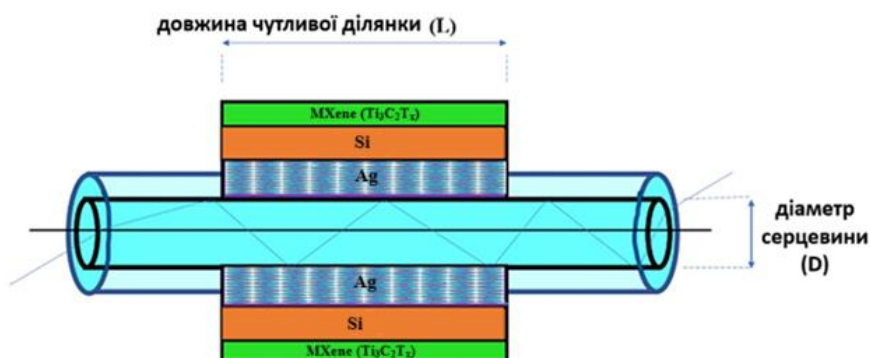 довжина чутливої ділянки (L)
MXene (Ti₃C₂Tₓ)
Si
Ag
діаметр
серцевини
(D)
Ag
Si
MXene (Ti₃C₂Tₓ)